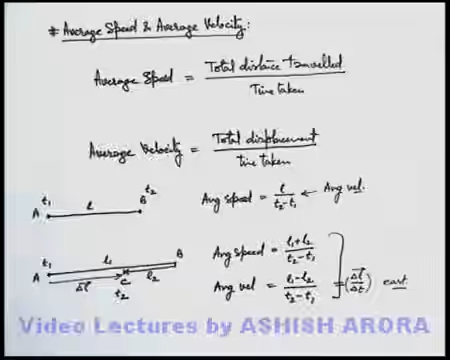 # Average Speed & Average Velocity:
Average Speed = Total distance travelled / Time taken
Average Velocity = Total displacement / time taken
t₁ A l t₂ B
Avg speed = l / t₂-t₁ ← Avg vel.
t₁ A l₁ B
Δl C l₂
t₂
Avg speed = l₁+l₂ / t₂-t₁
Avg vel = l₁-l₂ / t₂-t₁ = (Δl / Δt) east
Video Lectures by ASHISH ARORA